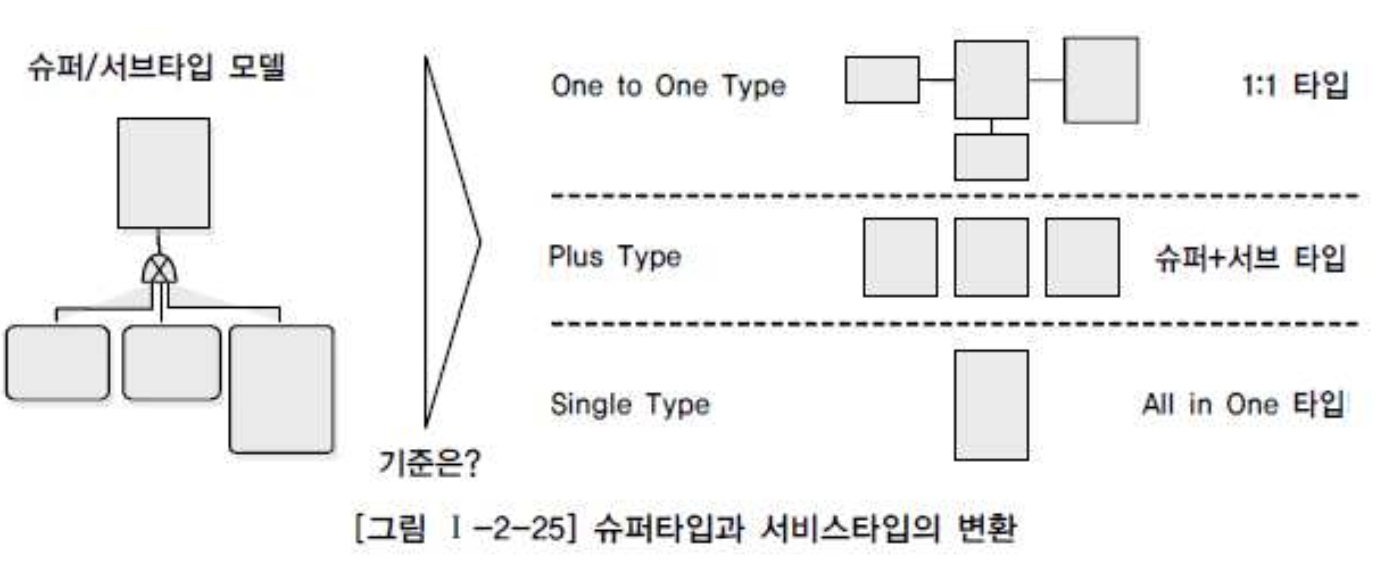 슈퍼/서브타입 모델
기준은?
One to One Type
1:1 타입
Plus Type
슈퍼+서브 타입
Single Type
All in One 타입
[그림 Ⅰ-2-25] 슈퍼타입과 서비스타입의 변환